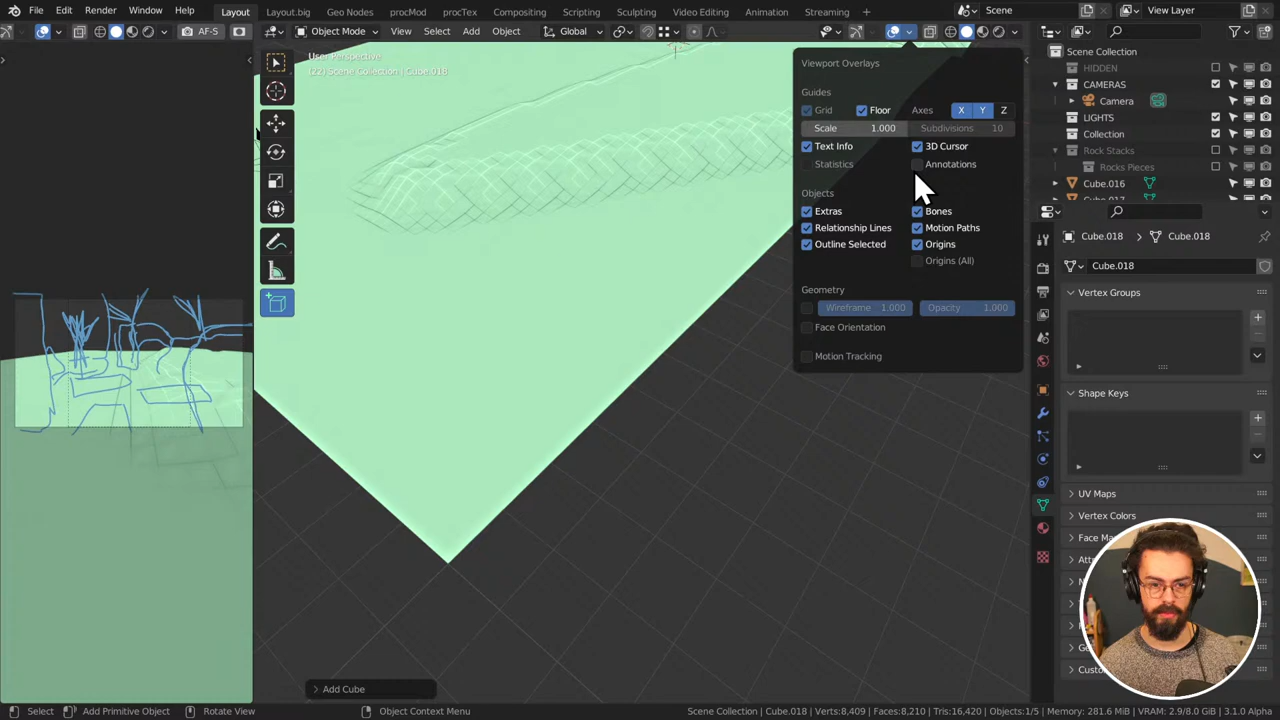 File Edit Render Window Help Layout Layout.big Geo Nodes procMod procTex Compositing Scripting Sculpting Video Editing Animation Streaming + Scene View Layer
AF-S Object Mode View Select Add Object Global
User Perspective
(22) Scene Collection | Cube.018
Viewport Overlays
Guides
Grid Floor Axes X Y Z
Scale 1.000 Subdivisions 10
Text Info 3D Cursor
Statistics Annotations
Objects
Extras Bones
Relationship Lines Motion Paths
Outline Selected Origins
Origins (All)
Geometry
Wireframe 1.000 Opacity 1.000
Face Orientation
Motion Tracking
Scene Collection
HIDDEN
CAMERAS
Camera
LIGHTS
Collection
Rock Stacks
Rocks Pieces
Cube.016
Cube.018 Cube.018
Cube.018
Vertex Groups
Shape Keys
UV Maps
Vertex Colors
Face Ma
Add Cube
Select Add Primitive Object Rotate View Object Context Menu Scene Collection | Cube.018 | Verts:8,409 | Faces:8,210 | Tris:16,420 | Objects:1/5 | Memory: 281.6 MiB | VRAM: 2.9/8.0 GiB | 3.1.0 Alpha